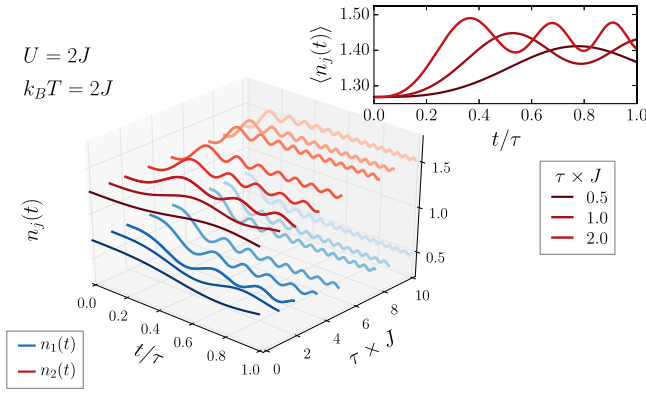 U = 2J
k_BT = 2J
⟨n_j(t)⟩
1.50
1.40
1.30
0.0 0.2 0.4 0.6 0.8 1.0
t/τ
τ × J
0.5
1.0
2.0
n_j(t)
1.5
1.0
0.5
0.0
0.2
0.4
0.6
0.8
1.0
t/τ
0
2
4
6
8
10
τ × J
n_1(t)
n_2(t)